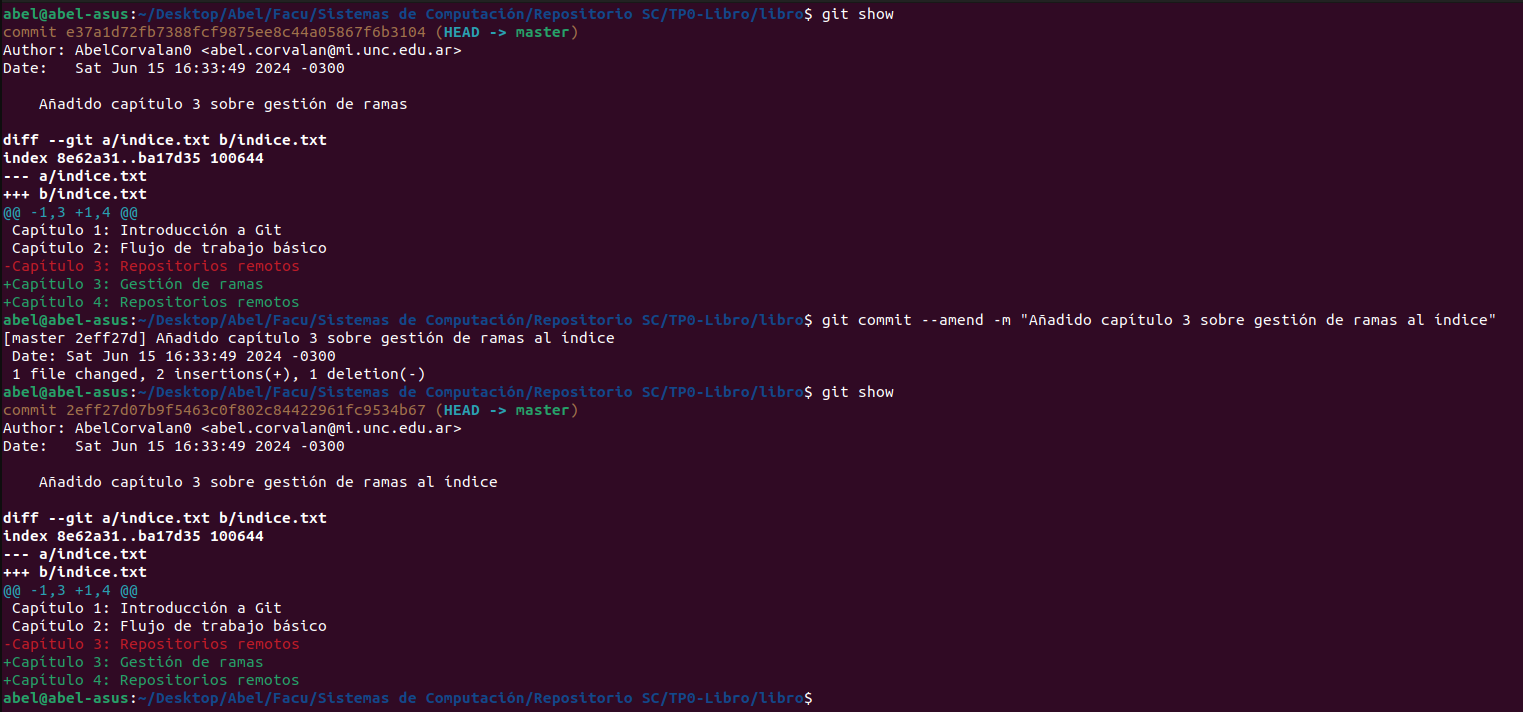 abel@abel-asus:~/Desktop/Abel/Facu/Sistemas de Computación/Repositorio SC/TP0-Libro/libro$ git show
commit e37a1d72fb7388fcf9875ee8c44a05867f6b3104 (HEAD -> master)
Author: AbelCorvalan0 <abel.corvalan@mi.unc.edu.ar>
Date:   Sat Jun 15 16:33:49 2024 -0300
    Añadido capítulo 3 sobre gestión de ramas
diff --git a/indice.txt b/indice.txt
index 8e62a31..ba17d35 100644
--- a/indice.txt
+++ b/indice.txt
@@ -1,3 +1,4 @@
 Capítulo 1: Introducción a Git
 Capítulo 2: Flujo de trabajo básico
-Capítulo 3: Repositorios remotos
+Capítulo 3: Gestión de ramas
+Capítulo 4: Repositorios remotos
abel@abel-asus:~/Desktop/Abel/Facu/Sistemas de Computación/Repositorio SC/TP0-Libro/libro$ git commit --amend -m "Añadido capítulo 3 sobre gestión de ramas al índice"
[master 2eff27d] Añadido capítulo 3 sobre gestión de ramas al índice
 Date: Sat Jun 15 16:33:49 2024 -0300
 1 file changed, 2 insertions(+), 1 deletion(-)
abel@abel-asus:~/Desktop/Abel/Facu/Sistemas de Computación/Repositorio SC/TP0-Libro/libro$ git show
commit 2eff27d07b9f5463c0f802c84422961fc9534b67 (HEAD -> master)
Author: AbelCorvalan0 <abel.corvalan@mi.unc.edu.ar>
Date:   Sat Jun 15 16:33:49 2024 -0300
    Añadido capítulo 3 sobre gestión de ramas al índice
diff --git a/indice.txt b/indice.txt
index 8e62a31..ba17d35 100644
--- a/indice.txt
+++ b/indice.txt
@@ -1,3 +1,4 @@
 Capítulo 1: Introducción a Git
 Capítulo 2: Flujo de trabajo básico
-Capítulo 3: Repositorios remotos
+Capítulo 3: Gestión de ramas
+Capítulo 4: Repositorios remotos
abel@abel-asus:~/Desktop/Abel/Facu/Sistemas de Computación/Repositorio SC/TP0-Libro/libro$